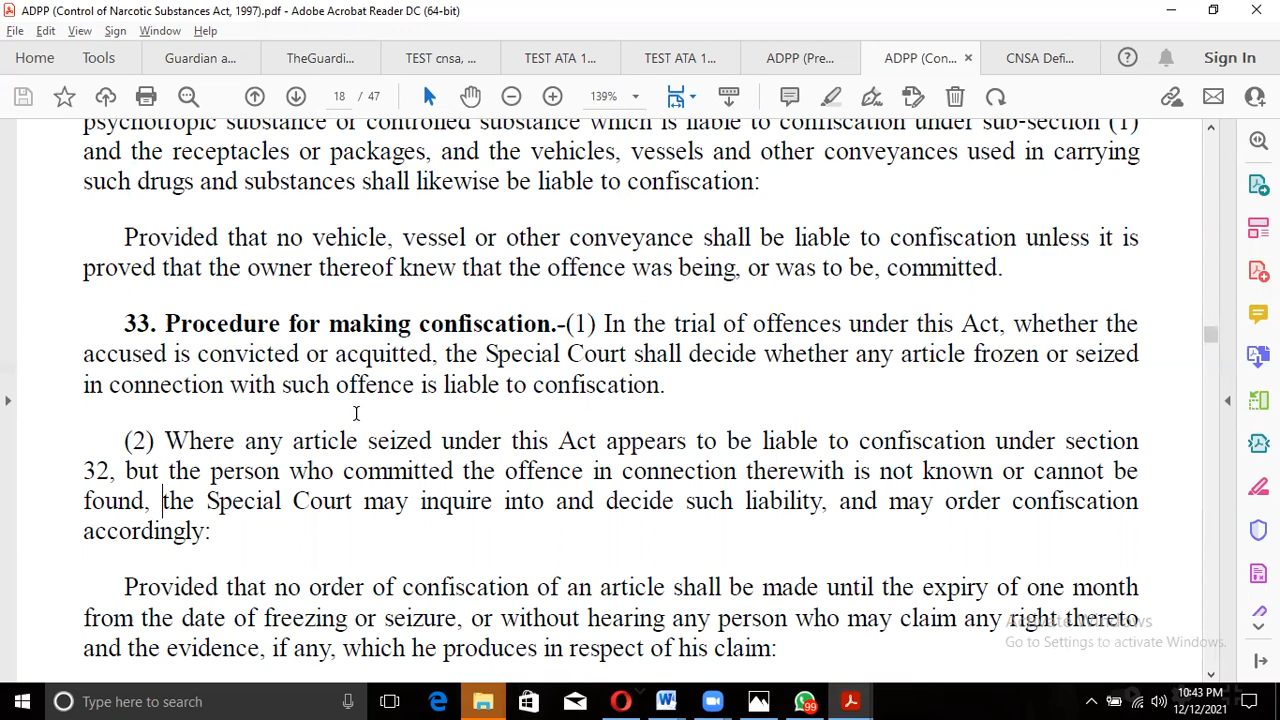 ADPP (Control of Narcotic Substances Act, 1997).pdf - Adobe Acrobat Reader DC (64-bit)
File Edit View Sign Window Help
Home Tools Guardian a... TheGuardi... TEST cnsa, ... TEST ATA 1... TEST ATA 1... ADPP (Pre... ADPP (Con... CNSA Defi... Sign In
18 / 47 139%
psychotropic substance or controlled substance which is liable to confiscation under sub-section (1)
and the receptacles or packages, and the vehicles, vessels and other conveyances used in carrying
such drugs and substances shall likewise be liable to confiscation:
Provided that no vehicle, vessel or other conveyance shall be liable to confiscation unless it is
proved that the owner thereof knew that the offence was being, or was to be, committed.
33. Procedure for making confiscation.-(1) In the trial of offences under this Act, whether the
accused is convicted or acquitted, the Special Court shall decide whether any article frozen or seized
in connection with such offence is liable to confiscation.
(2) Where any article seized under this Act appears to be liable to confiscation under section
32, but the person who committed the offence in connection therewith is not known or cannot be
found, the Special Court may inquire into and decide such liability, and may order confiscation
accordingly:
Provided that no order of confiscation of an article shall be made until the expiry of one month
from the date of freezing or seizure, or without hearing any person who may claim any right thereto
and the evidence, if any, which he produces in respect of his claim:
Activate Windows
Go to Settings to activate Windows.
Type here to search
99
10:43 PM
12/12/2021